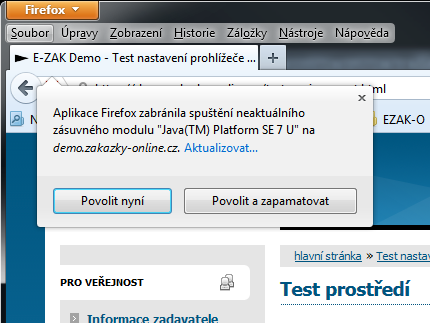 Firefox
Soubor Úpravy Zobrazení Historie Záložky Nástroje Nápověda
E-ZAK Demo - Test nastavení prohlížeče ...
Aplikace Firefox zabránila spuštění neaktuálního
zásuvného modulu "Java(TM) Platform SE 7 U" na
demo.zakazky-online.cz. Aktualizovat...
EZAK-O
Povolit nyní Povolit a zapamatovat
hlavní stránka » Test nasta
PRO VEŘEJNOST
Test prostředí
Informace zadavatele